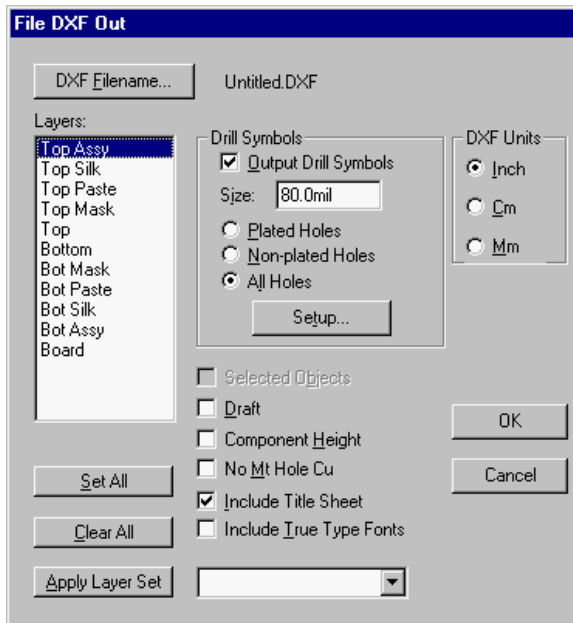 File DXF Out
DXF Filename...
Untitled.DXF
Layers:
Top Assy
Top Silk
Top Paste
Top Mask
Top
Bottom
Bot Mask
Bot Paste
Bot Silk
Bot Assy
Board
Drill Symbols
Output Drill Symbols
Size: 80.0mil
Plated Holes
Non-plated Holes
All Holes
Setup...
DXF Units
Inch
Cm
Mm
Selected Objects
Draft
Component Height
No Mt Hole Cu
Include Title Sheet
Include True Type Fonts
OK
Cancel
Set All
Clear All
Apply Layer Set